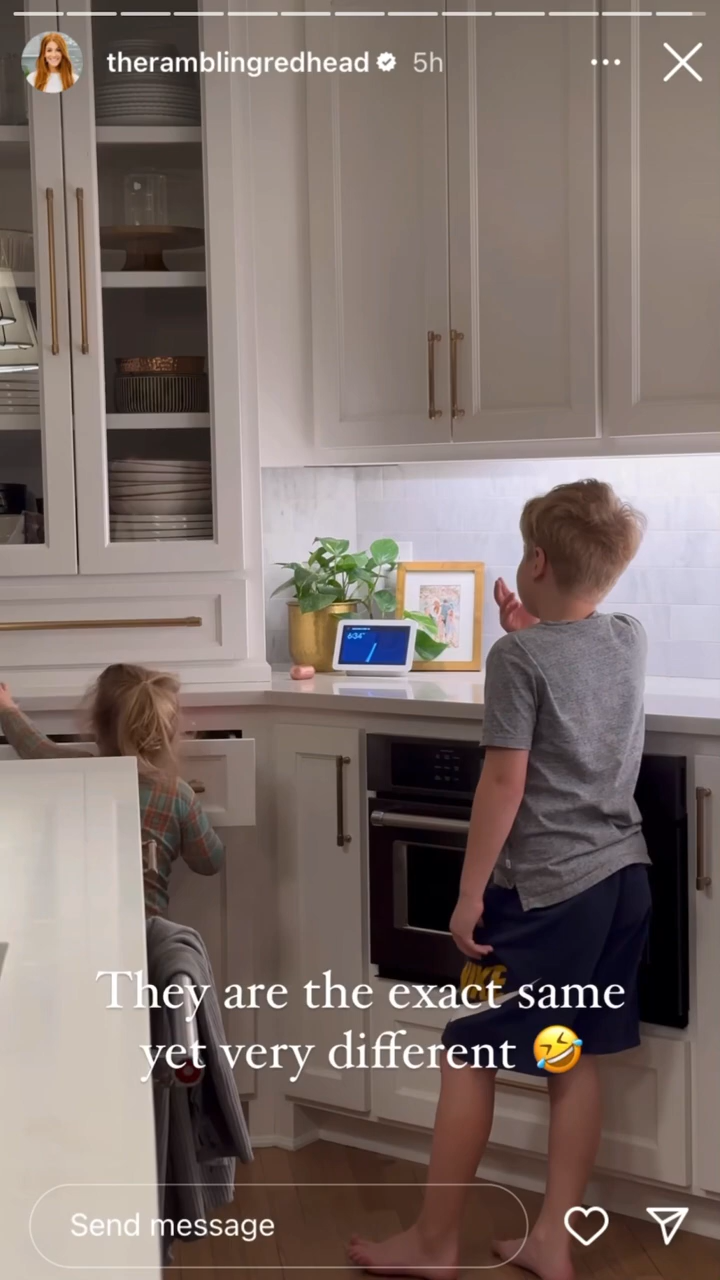 theramblingredhead 5h
6:34
NIKE
They are the exact same
yet very different 🤣
Send message